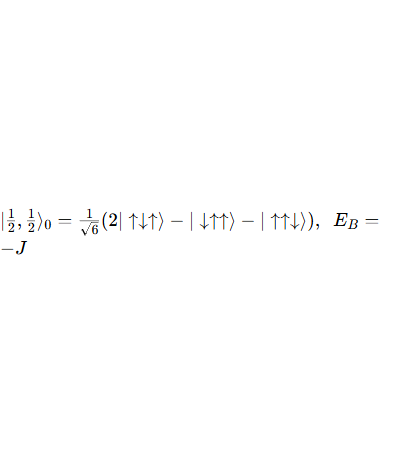 |½, ½⟩₀ = 1/√6 (2| ↑↓↑⟩ − | ↓↑↑⟩ − | ↑↑↓⟩),  E_B =
−J